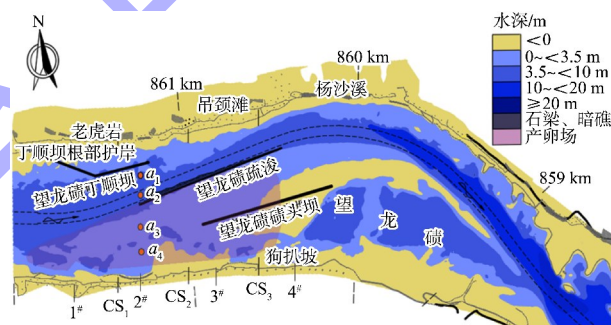 N
水深/m
<0
0~<3.5 m
3.5~<10 m
10~<20 m
≥20 m
石梁、暗礁
产卵场
860 km
861 km
杨沙溪
吊颈滩
老虎岩
丁顺坝根部护岸
859 km
望龙碛丁顺坝
a₁
a₂
望龙碛疏浚
望龙碛碛头坝
望
龙
碛
a₃
a₄
狗扒坡
1#
CS₁
2#
CS₂
3#
CS₃
4#